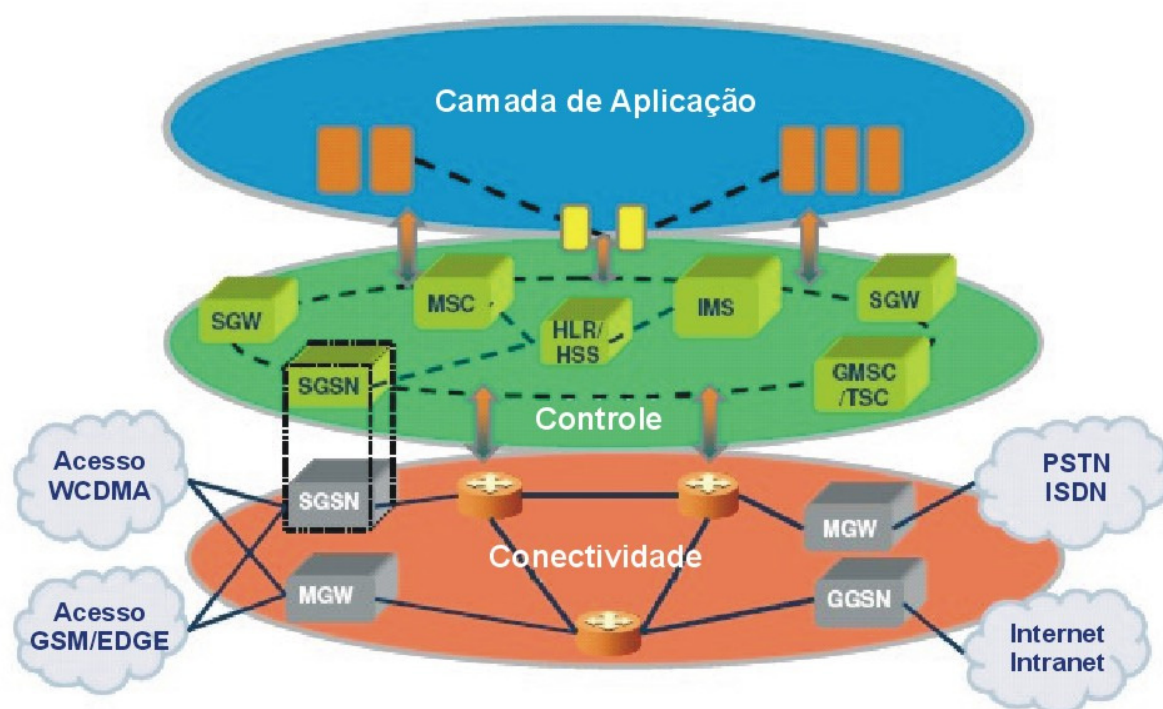 Camada de Aplicação
SGW
MSC
HLR/
HSS
IMS
SGW
SGSN
GMSC
/TSC
Controle
Acesso
WCDMA
SGSN
PSTN
ISDN
MGW
Conectividade
MGW
GGSN
Acesso
GSM/EDGE
Internet
Intranet